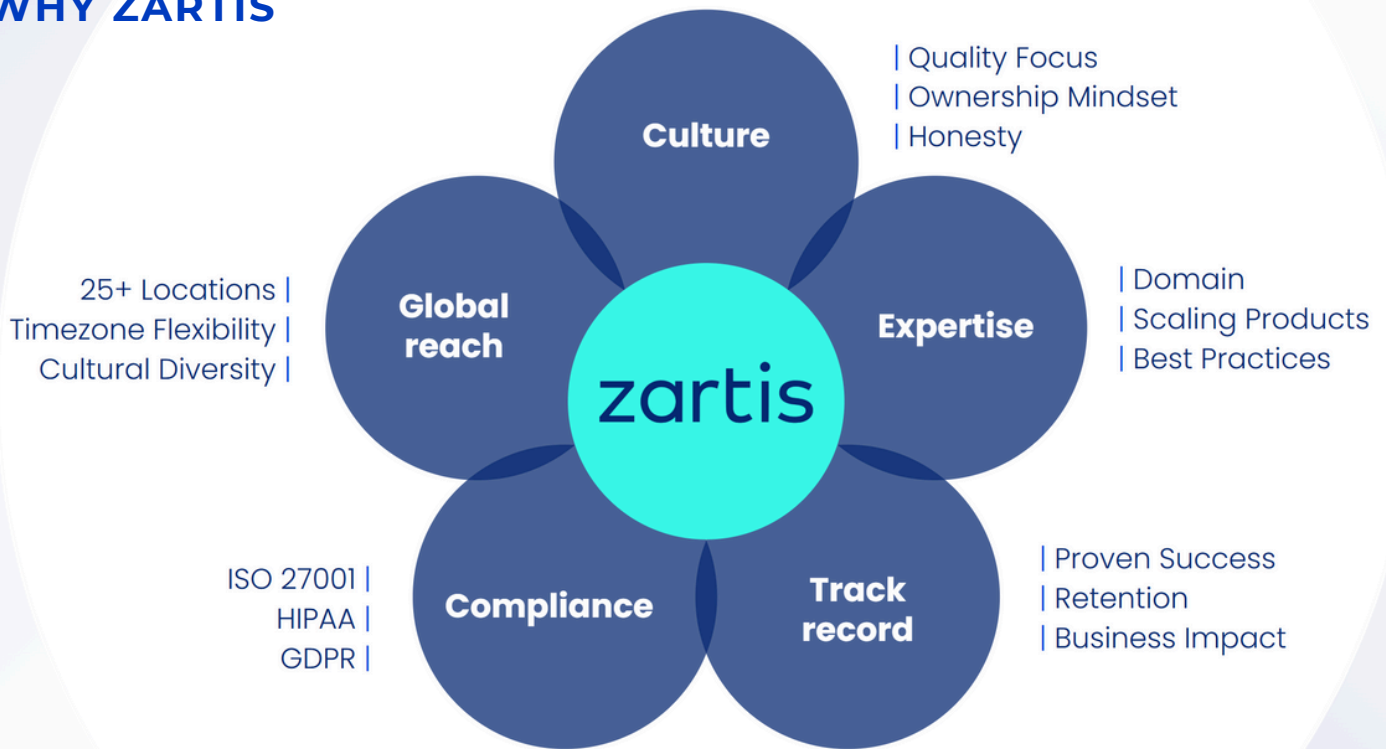 WHY ZARTIS
Culture
| Quality Focus
| Ownership Mindset
| Honesty
Expertise
| Domain
| Scaling Products
| Best Practices
Track
record
| Proven Success
| Retention
| Business Impact
Compliance
ISO 27001 |
HIPAA |
GDPR |
Global
reach
25+ Locations |
Timezone Flexibility |
Cultural Diversity |
zartis